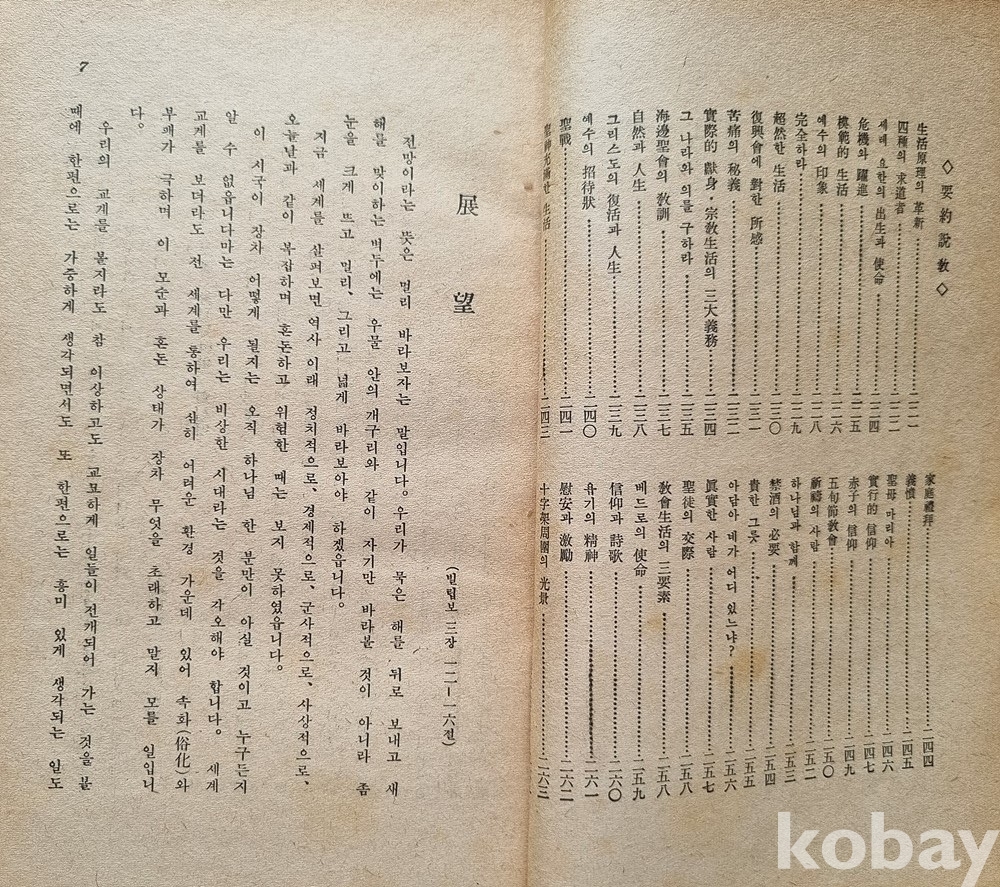 ◇要約說敎◇
生活原理의 革新 二二一
四種의 求道者 二二二
세례 요한의 出生과 使命 二二四
危機와 躍進 二二五
模範的 生活 二二六
예수의 印象 二二八
完全하라 二二九
超然한 生活 二三〇
復興會에 對한 所感 二三一
苦痛의 秘義 二三二
實際的 獻身·宗敎生活의 三大義務 二三四
그 나라와 의를 구하라 二三五
海邊聖會의 敎訓 二三七
自然과 人生 二三八
그리스도의 復活과 人生 二三九
예수의 招待狀 二四〇
聖戰 二四一
生活 二四三
家庭禮拜 二四四
義憤 二四五
聖母 마리아 二四六
實行的 信仰 二四七
赤子의 信仰 二四九
五旬節敎會 二五〇
祈禱의 사람 二五二
하나님과 함께 二五三
禁酒의 必要 二五四
貴한 그릇 二五五
아담아 네가 어디 있느냐? 二五六
眞實한 사람 二五七
聖徒의 交際 二五八
敎會生活의 三要素 二五八
베드로의 使命 二五九
信仰과 詩歌 二六〇
욥기의 精神 二六一
慰安과 激勵 二六二
十字架周圍의 光景 二六三
展望
(빌립보 三장 一二―一六절)
전망이라는 뜻은 멀리 바라보자는 말입니다. 우리가 묵은 해를 뒤로 보내고 새
해를 맞이하는 벽두에는 우물 안의 개구리와 같이 자기만 바라볼 것이 아니라 좀
눈을 크게 뜨고 멀리、그리고 넓게 바라보아야 하겠읍니다。
지금 세계를 살펴보면 역사 이래 정치적으로、경제적으로、군사적으로、사상적으로、
오늘날과 같이 복잡하며 혼돈하고 위험한 때는 보지 못하였읍니다。
이 시국이 장차 어떻게 될지는 오직 하나님 한 분만이 아실 것이고 누구든지
알 수 없읍니다마는 다만 우리는 비상한 시대라는 것을 각오해야 합니다。세계
교계를 보더라도 전 세계를 통하여 심히 어려운 환경 가운데 있어 속화(俗化)와
부패가 극하며 이 모순과 혼돈 상태가 장차 무엇을 초래하고 말지 모를 일입니
다。
우리의 교계를 볼지라도 참 이상하고도 교묘하게 일들이 전개되어 가는 것을 볼
때에 한편으로는 가중하게 생각되면서도 또 한편으로는 흥미 있게 생각되는 일도
7
kobay